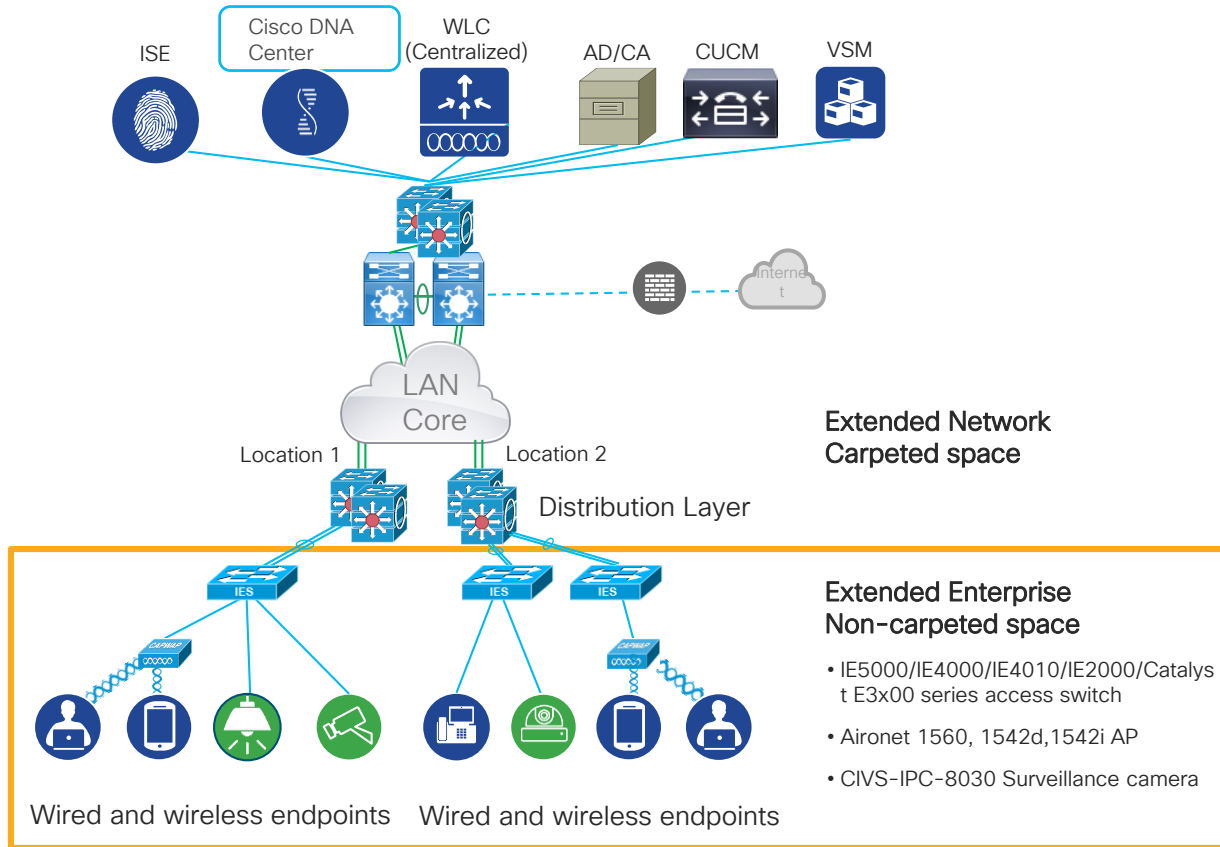 ISE
Cisco DNA
Center
WLC
(Centralized)
AD/CA
CUCM
VSM
Interne
t
LAN
Core
Location 1
Location 2
Distribution Layer
Extended Network
Carpeted space
IES
IES
IES
CAPWAP
CAPWAP
Extended Enterprise
Non-carpeted space
• IE5000/IE4000/IE4010/IE2000/Catalys
t E3x00 series access switch
• Aironet 1560, 1542d,1542i AP
• CIVS-IPC-8030 Surveillance camera
Wired and wireless endpoints
Wired and wireless endpoints